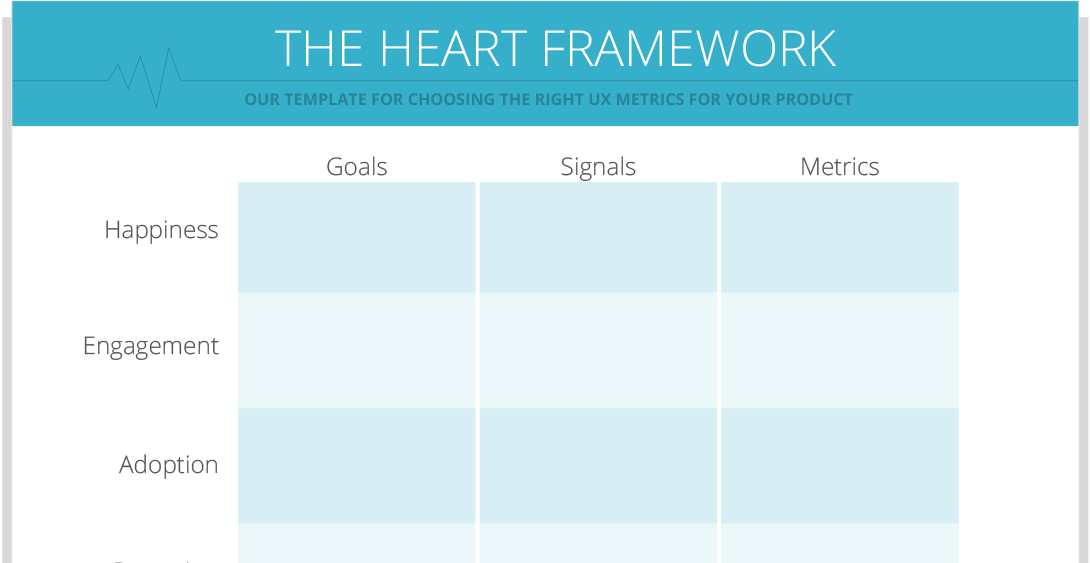 THE HEART FRAMEWORK
OUR TEMPLATE FOR CHOOSING THE RIGHT UX METRICS FOR YOUR PRODUCT
Goals Signals Metrics
Happiness
Engagement
Adoption